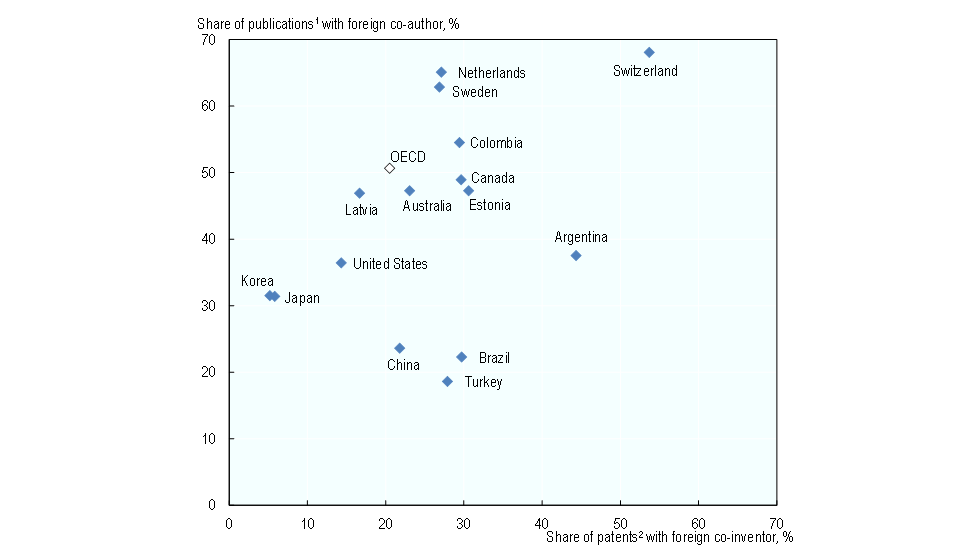 Share of publications¹ with foreign co-author, %
70
Switzerland
Netherlands
Sweden
60
Colombia
OECD
50
Canada
Latvia
Australia
Estonia
40
Argentina
United States
Korea
30
Japan
China
Brazil
20
Turkey
10
0
0 10 20 30 40 50 60 70
Share of patents² with foreign co-inventor, %